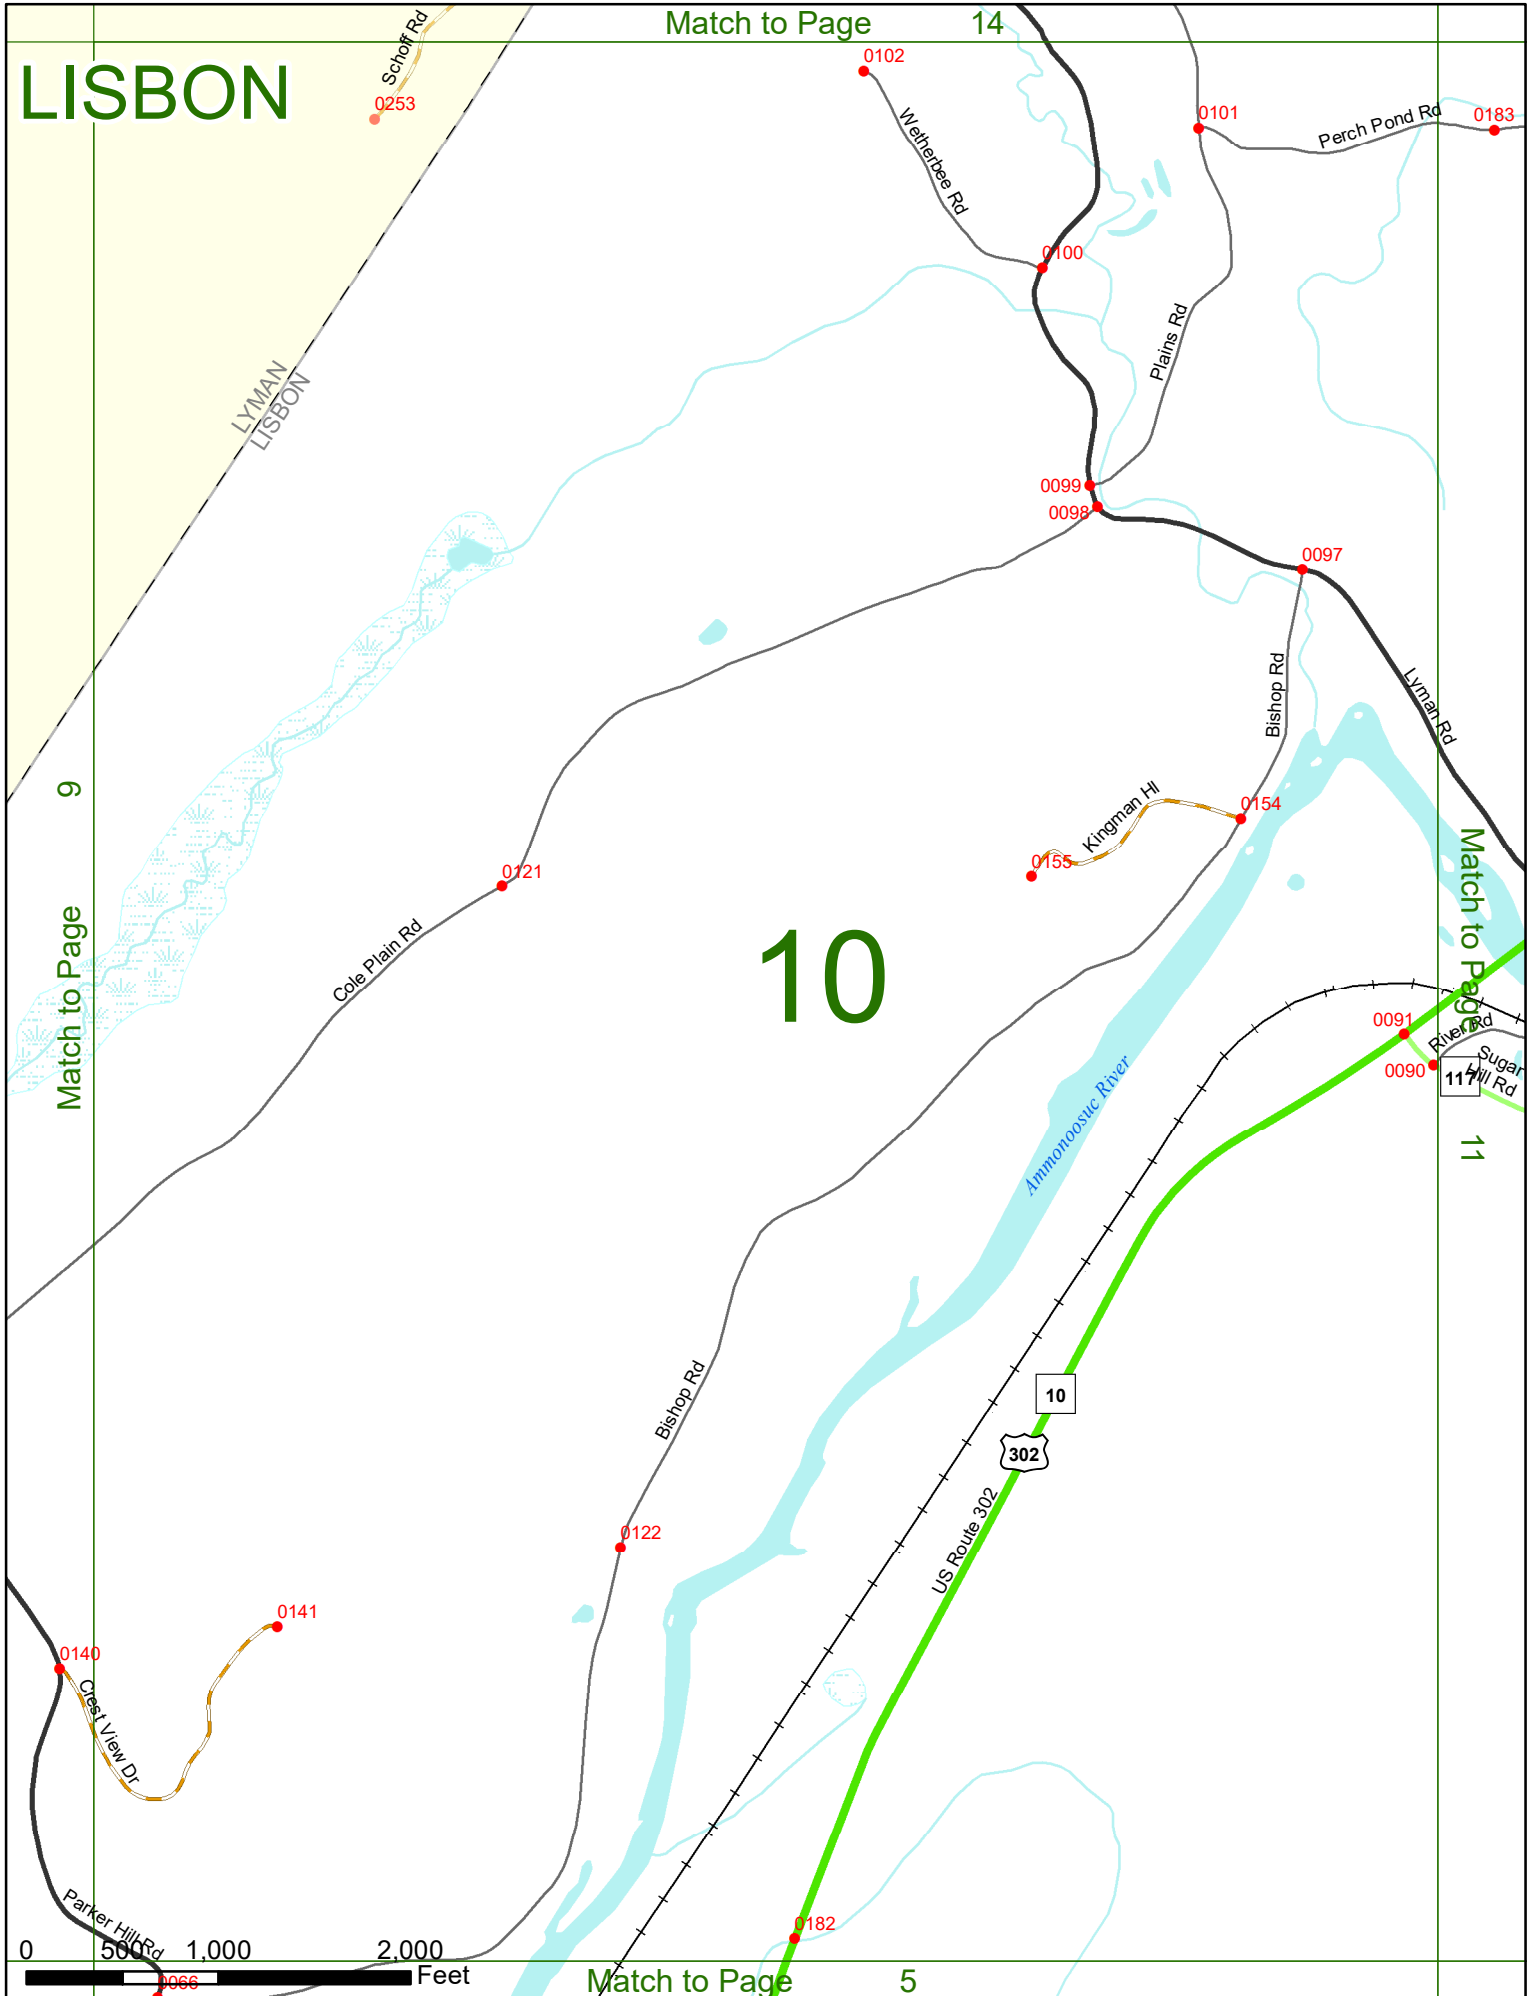 Match to Page 14
LISBON
Schoff Rd
0253
0102
Wetherbee Rd
0101
Perch Pond Rd
0183
0100
Plains Rd
LYMAN
LISBON
0099
0098
0097
Bishop Rd
Lyman Rd
Match to Page 9
0154
Kingman Hl
0155
0121
Cole Plain Rd
10
Match to Page 11
0091
River Rd
0090
117
Sugar
Hill Rd
Ammonoosuc River
Bishop Rd
10
302
US Route 302
0122
0141
0140
Crest View Dr
Parker Hill Rd
0182
0 500 1,000 2,000
Feet
0066
Match to Page 5